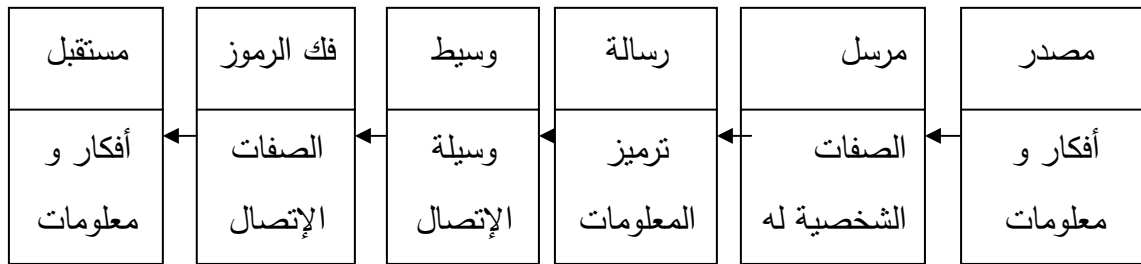 مصدر
أفكار و
معلومات
مرسل
الصفات
الشخصية له
رسالة
ترميز
المعلومات
وسيط
وسيلة
الإتصال
فك الرموز
الصفات
الإتصال
مستقبل
أفكار و
معلومات